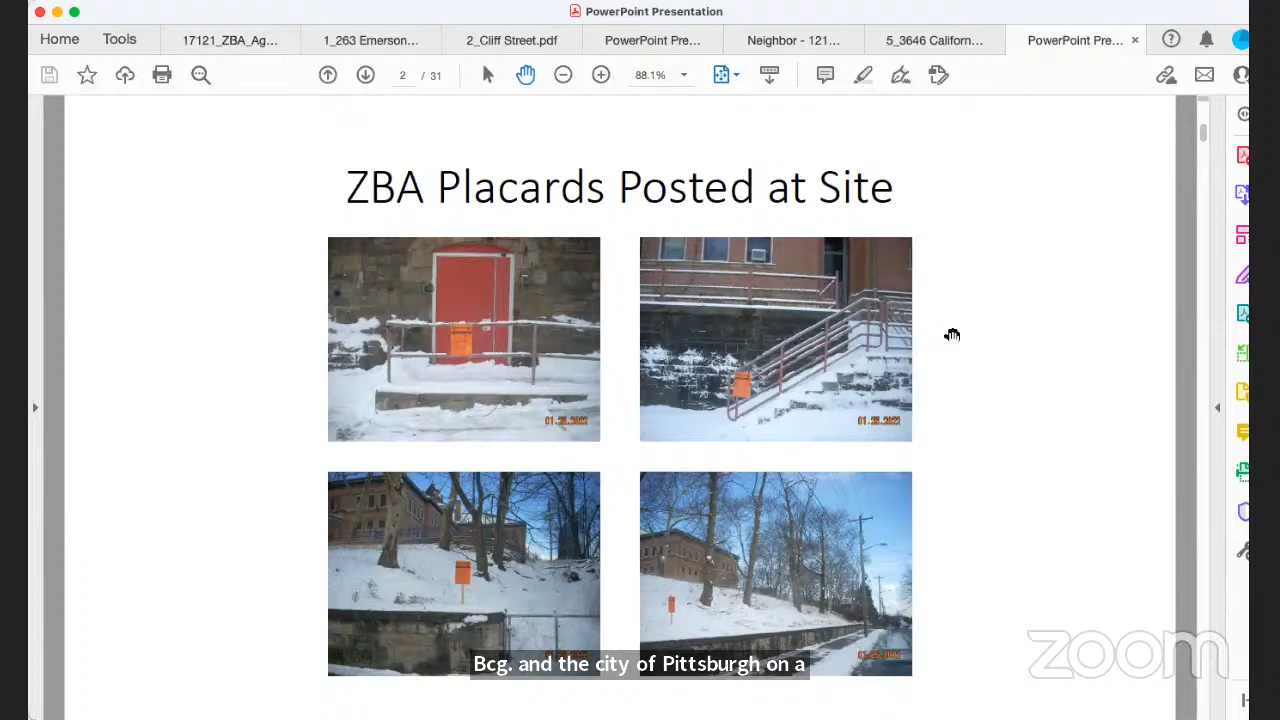 PowerPoint Presentation
Home
Tools
17121_ZBA_Ag...
1_263 Emerson...
2_Cliff Street.pdf
PowerPoint Pre...
Neighbor - 121...
5_3646 Californ...
PowerPoint Pre...
2 / 31
88.1%
ZBA Placards Posted at Site
Bcg. and the city of Pittsburgh on a
zoom